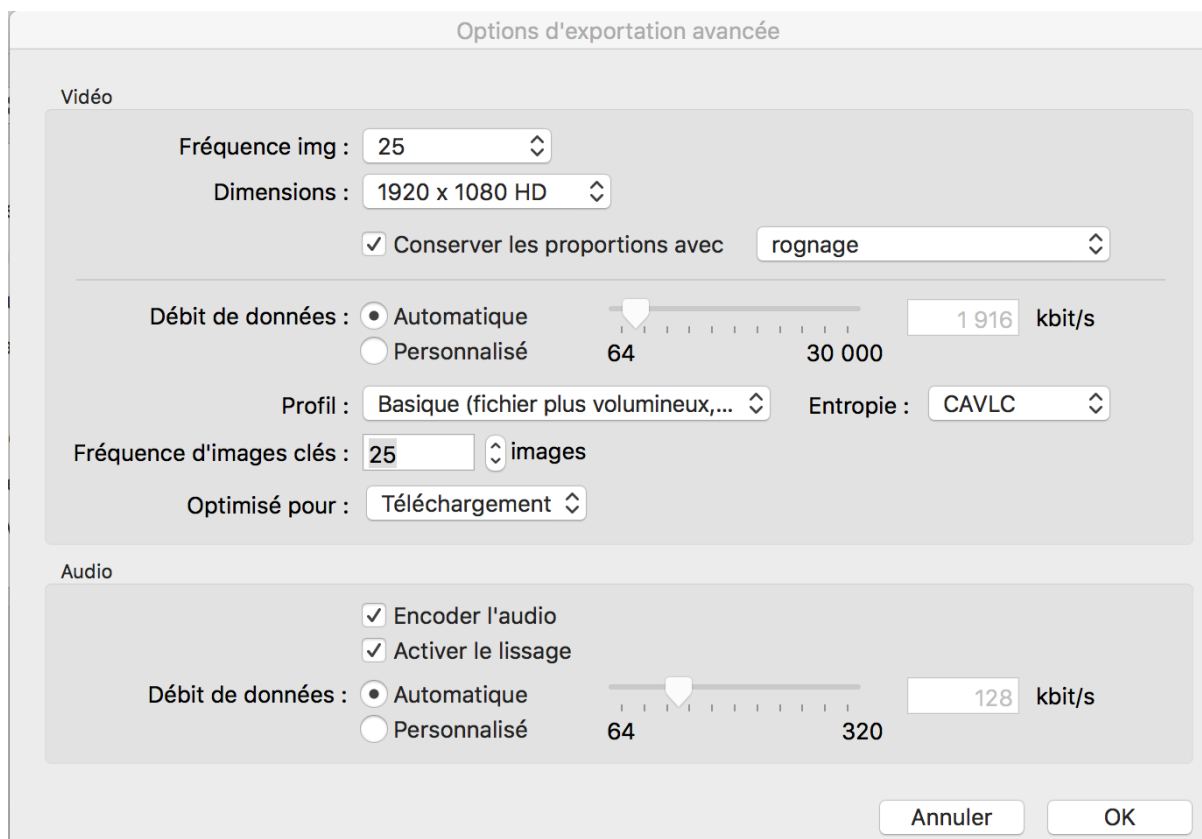 Options d'exportation avancée
Vidéo
Fréquence img : 25
Dimensions : 1920 x 1080 HD
Conserver les proportions avec rognage
Débit de données : Automatique 1 916 kbit/s
Personnalisé 64 30 000
Profil : Basique (fichier plus volumineux,... Entropie : CAVLC
Fréquence d'images clés : 25 images
Optimisé pour : Téléchargement
Audio
Encoder l'audio
Activer le lissage
Débit de données : Automatique 128 kbit/s
Personnalisé 64 320
Annuler OK